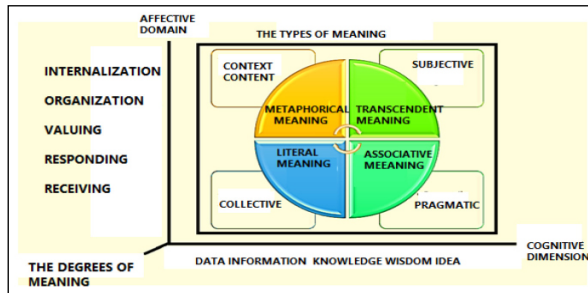 AFFECTIVE
DOMAIN
THE TYPES OF MEANING
INTERNALIZATION
ORGANIZATION
VALUING
RESPONDING
RECEIVING
CONTEXT
CONTENT
SUBJECTIVE
METAPHORICAL
MEANING
TRANSCENDENT
MEANING
LITERAL
MEANING
ASSOCIATIVE
MEEANING
COLLECTIVE
PRAGMATIC
COGNITIVE
DIMENSION
DATA INFORMATION KNOWLEDGE WISDOM IDEA
THE DEGREES OF
MEANING